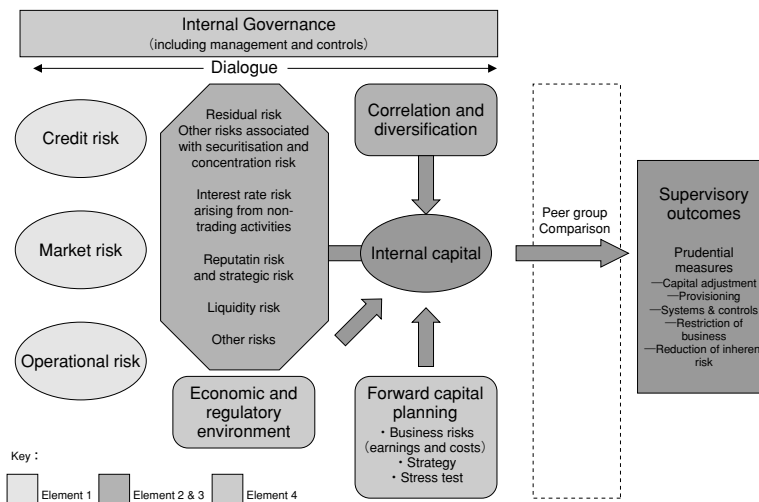 Internal Governance
(including management and controls)
Dialogue
Credit risk
Market risk
Operational risk
Residual risk
Other risks associated
with securitisation and
concentration risk
Interest rate risk
arising from non-
trading activities
Reputatin risk
and strategic risk
Liquidity risk
Other risks
Economic and
regulatory
environment
Correlation and
diversification
Internal capital
Forward capital
planning
・Business risks
(earnings and costs)
・Strategy
・Stress test
Peer group
Comparison
Supervisory
outcomes
Prudential
measures
—Capital adjustment
—Provisioning
—Systems & controls
—Restriction of
business
—Reduction of inheren
risk
Key：
Element 1
Element 2 & 3
Element 4